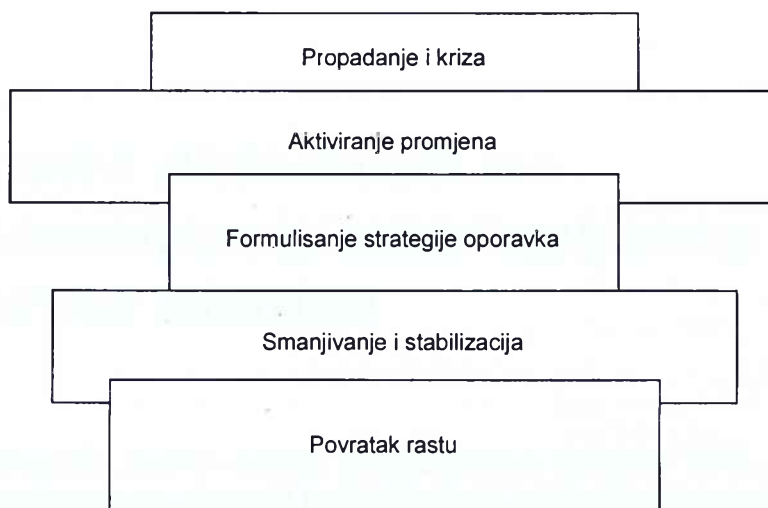 Propadanje i kriza
Aktiviranje promjena
Formulisanje strategije oporavka
Smanjivanje i stabilizacija
Povratak rastu